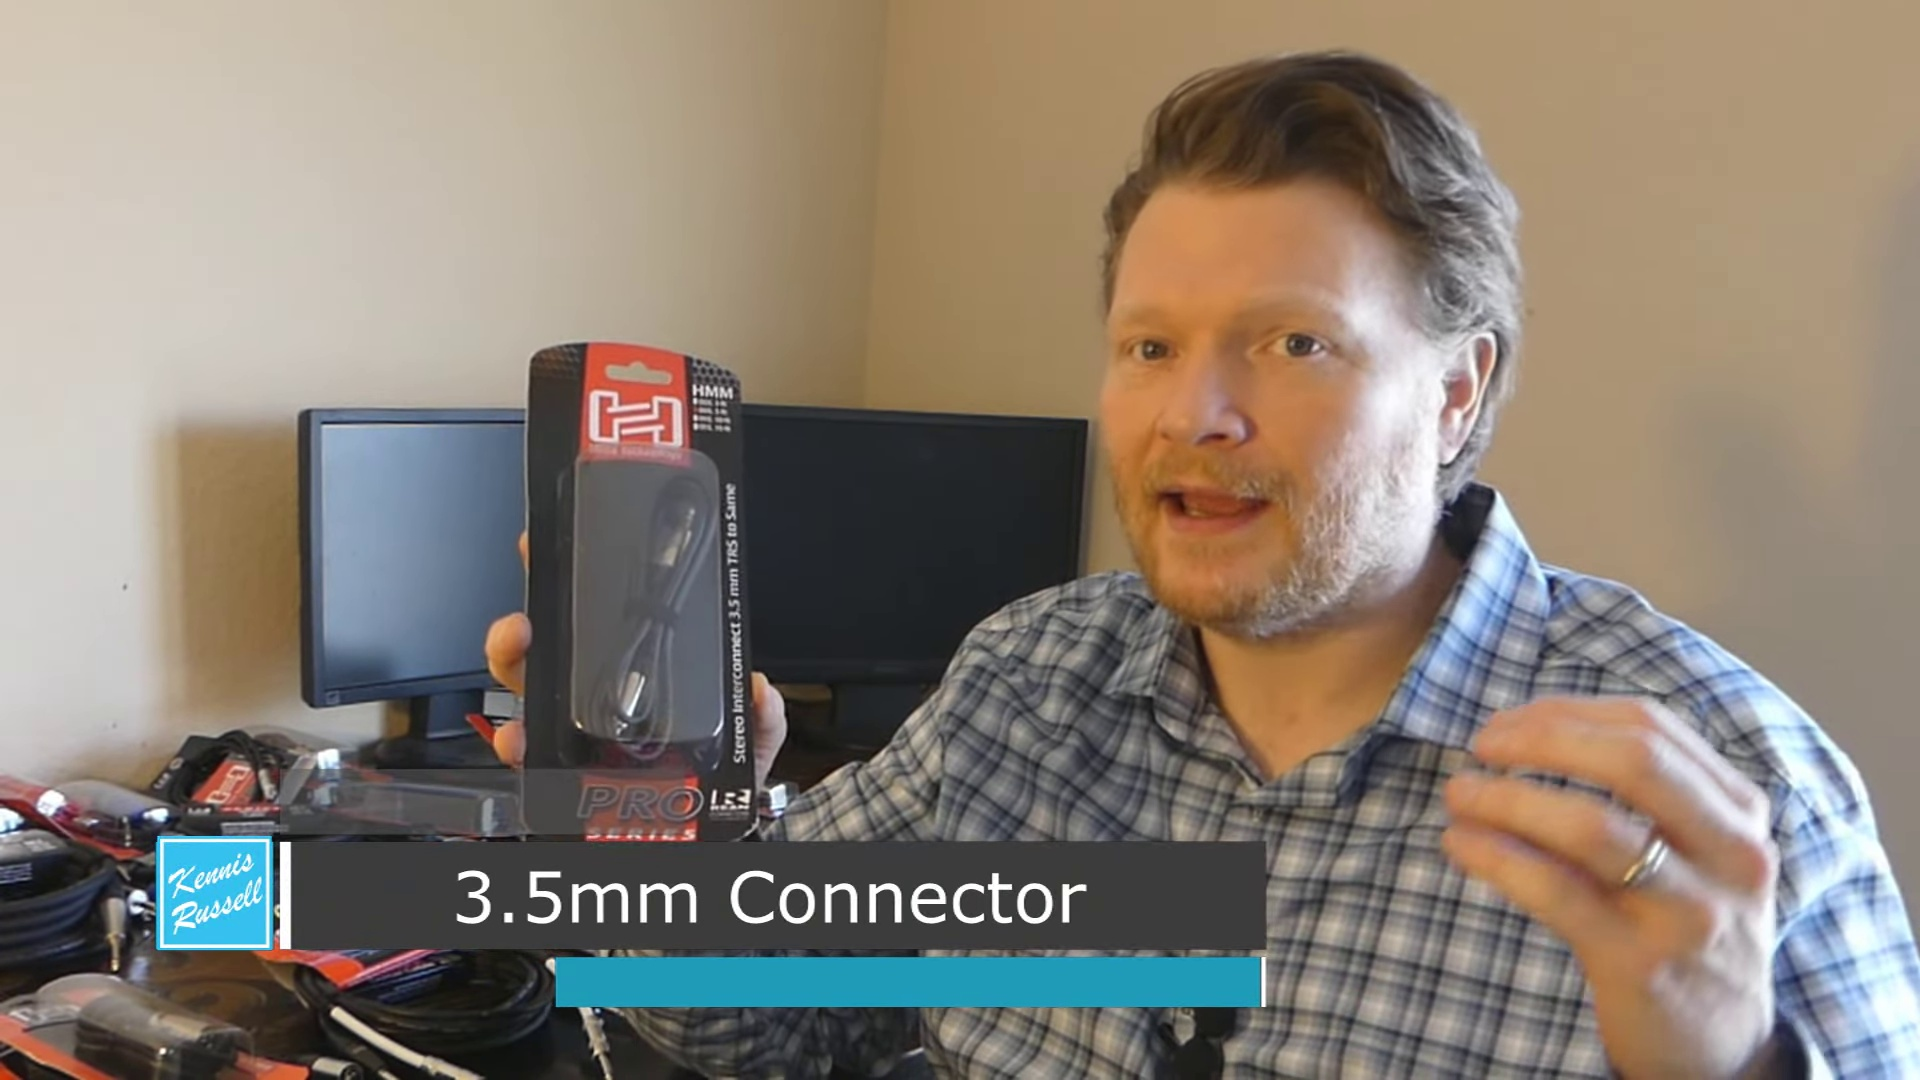 HMM
Stereo Interconnect 3.5 mm TRS to Same
PRO
SERIES
Kennis
Russell
3.5mm Connector